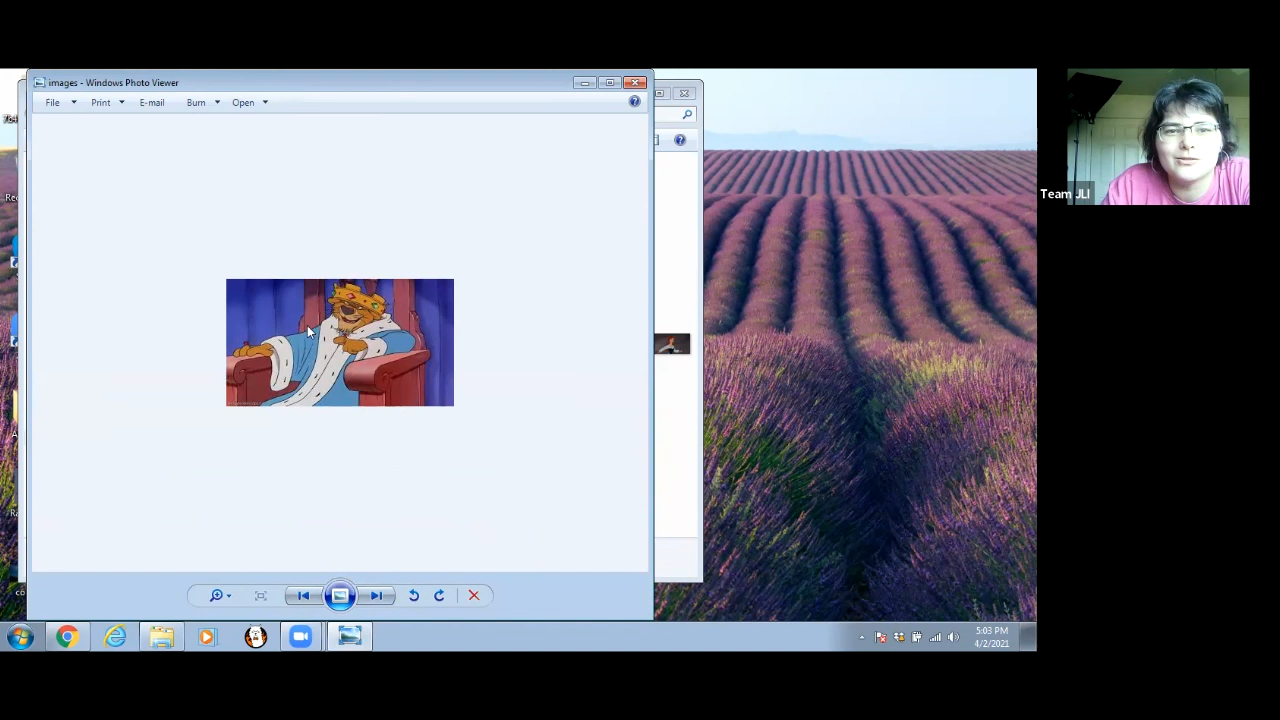 images - Windows Photo Viewer
File Print E-mail Burn Open
Team JLI
5:03 PM
4/2/2021